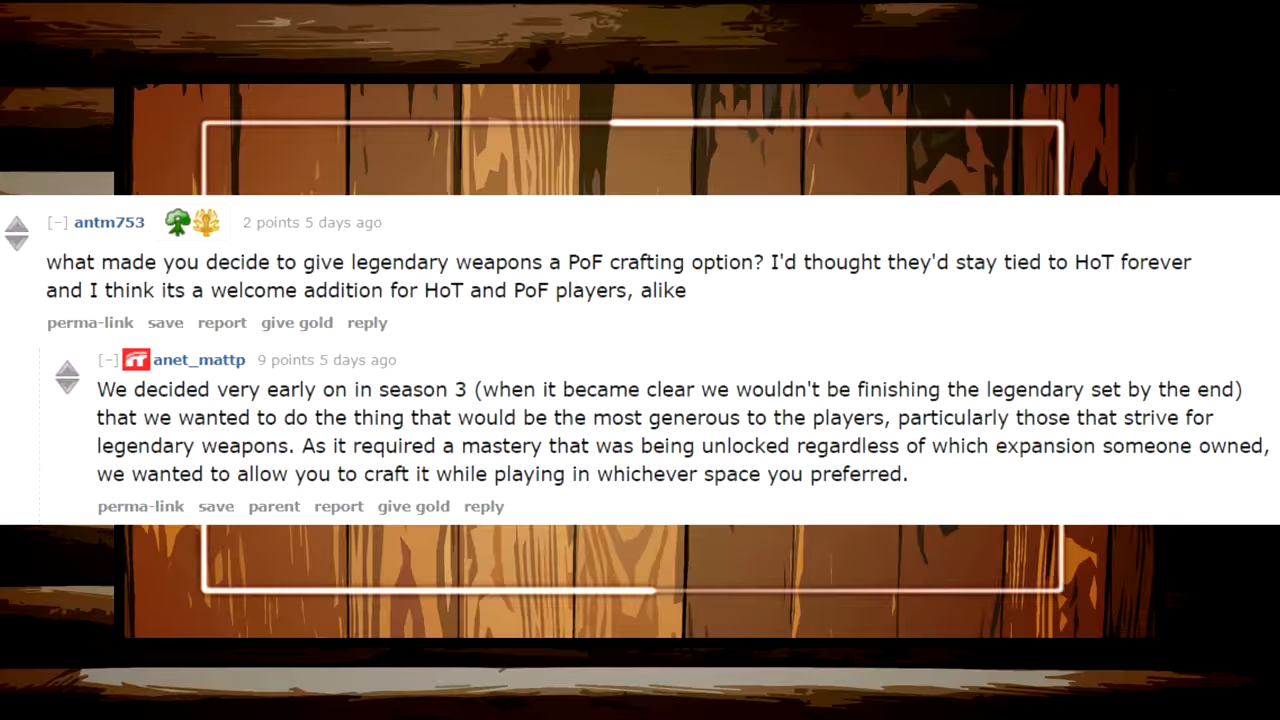 [-] antm753 2 points 5 days ago
what made you decide to give legendary weapons a PoF crafting option? I'd thought they'd stay tied to HoT forever
and I think its a welcome addition for HoT and PoF players, alike
perma-link save report give gold reply
[-] anet_mattp 9 points 5 days ago
We decided very early on in season 3 (when it became clear we wouldn't be finishing the legendary set by the end)
that we wanted to do the thing that would be the most generous to the players, particularly those that strive for
legendary weapons. As it required a mastery that was being unlocked regardless of which expansion someone owned,
we wanted to allow you to craft it while playing in whichever space you preferred.
perma-link save parent report give gold reply